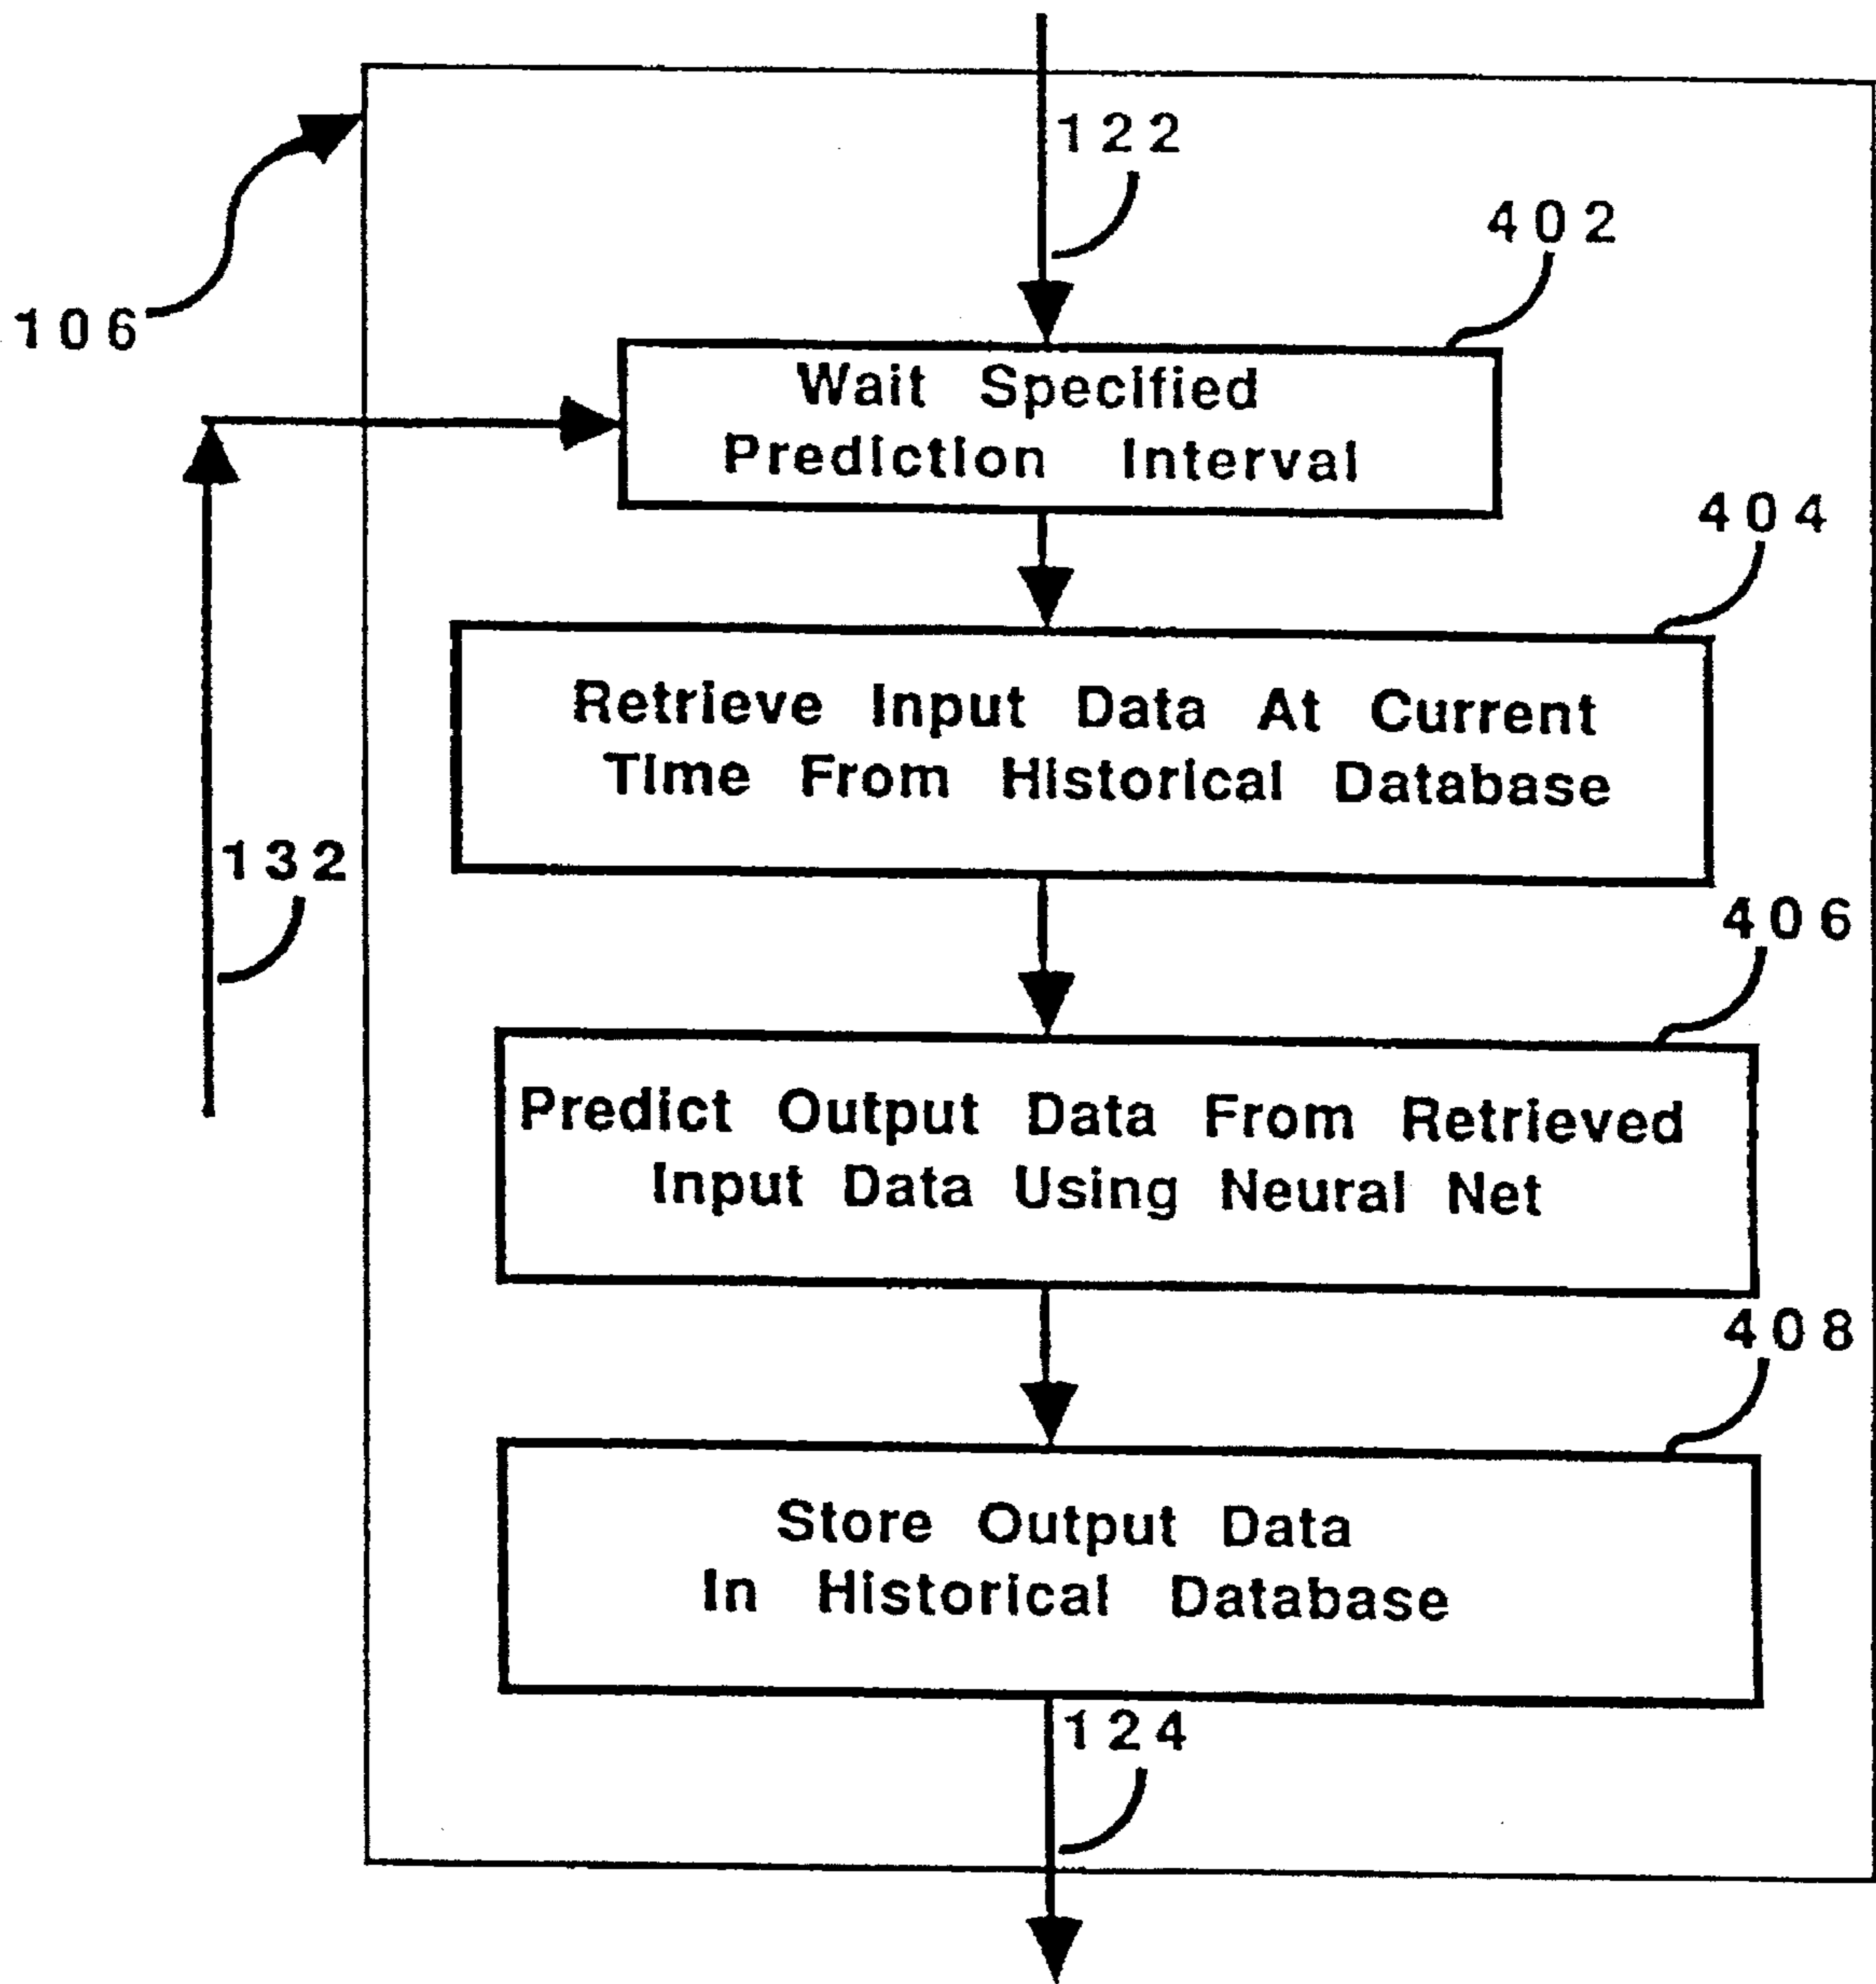 122
402
106
Wait Specified
Prediction Interval
404
Retrieve Input Data At Current
Time From Historical Database
132
406
Predict Output Data From Retrieved
Input Data Using Neural Net
408
Store Output Data
In Historical Database
124